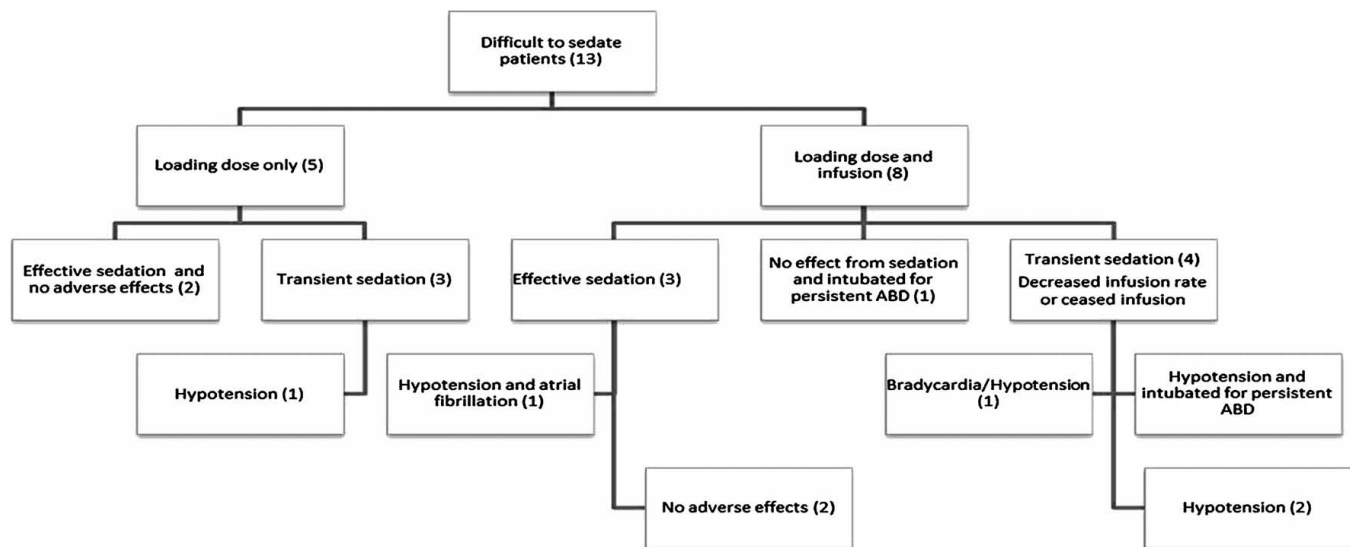 Difficult to sedate
patients (13)
Loading dose only (5)
Loading dose and
infusion (8)
Effective sedation and
no adverse effects (2)
Transient sedation (3)
Effective sedation (3)
No effect from sedation
and intubated for
persistent ABD (1)
Transient sedation (4)
Decreased infusion rate
or ceased infusion
Hypotension (1)
Hypotension and atrial
fibrillation (1)
Bradycardia/Hypotension
(1)
Hypotension and
intubated for persistent
ABD
No adverse effects (2)
Hypotension (2)